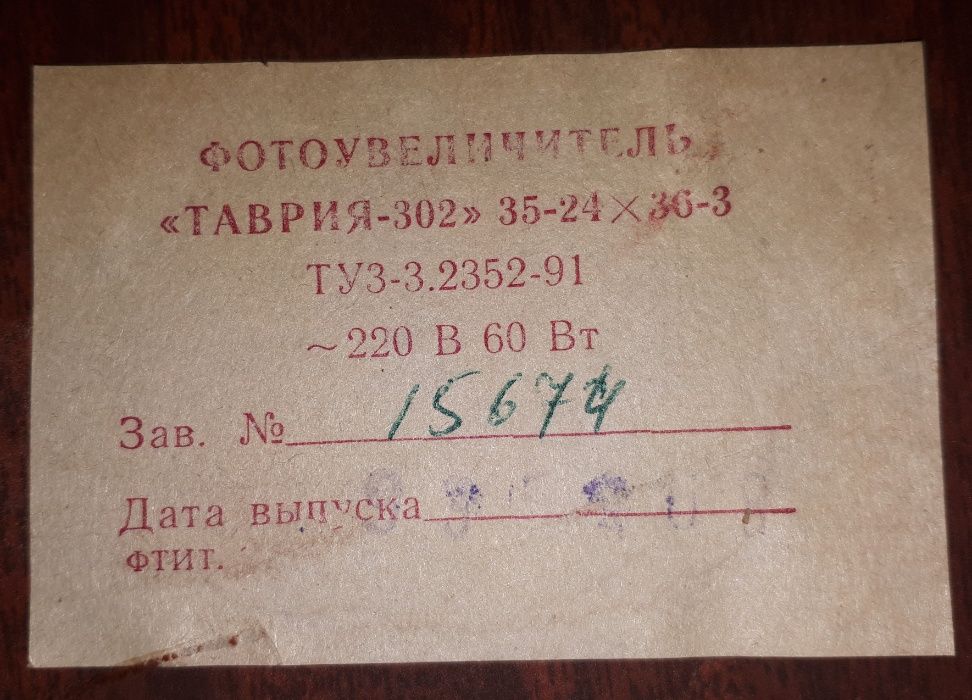 ФОТОУВЕЛИЧИТЕЛЬ
«ТАВРИЯ-302» 35-24×36-3
ТУ3-3.2352-91
~220 В 60 Вт
Зав. № 15674
Дата выпуска
ФТИТ.